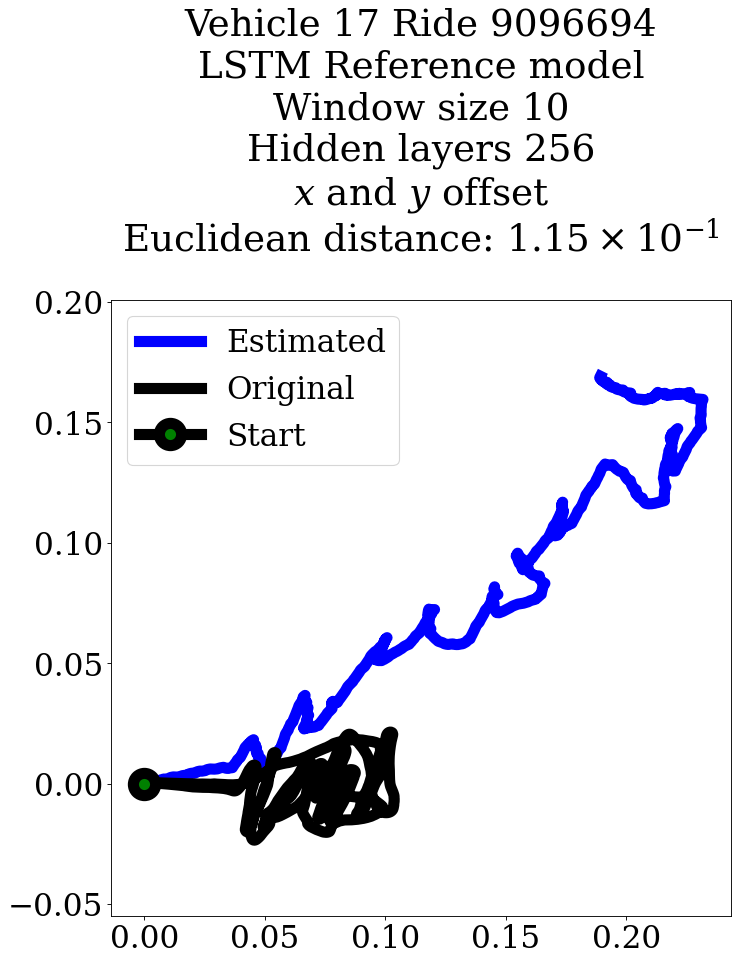 Vehicle 17 Ride 9096694
LSTM Reference model
Window size 10
Hidden layers 256
x and y offset
Euclidean distance: 1.15 × 10⁻¹
Estimated
Original
Start
0.20
0.15
0.10
0.05
0.00
−0.05
0.00 0.05 0.10 0.15 0.20